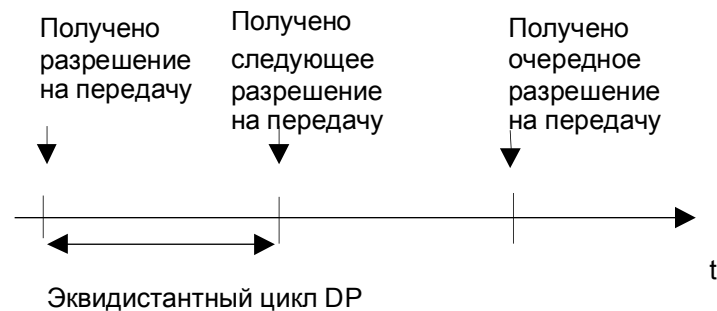 Получено
разрешение
на передачу
Получено
следующее
разрешение
на передачу
Получено
очередное
разрешение
на передачу
t
Эквидистантный цикл DP